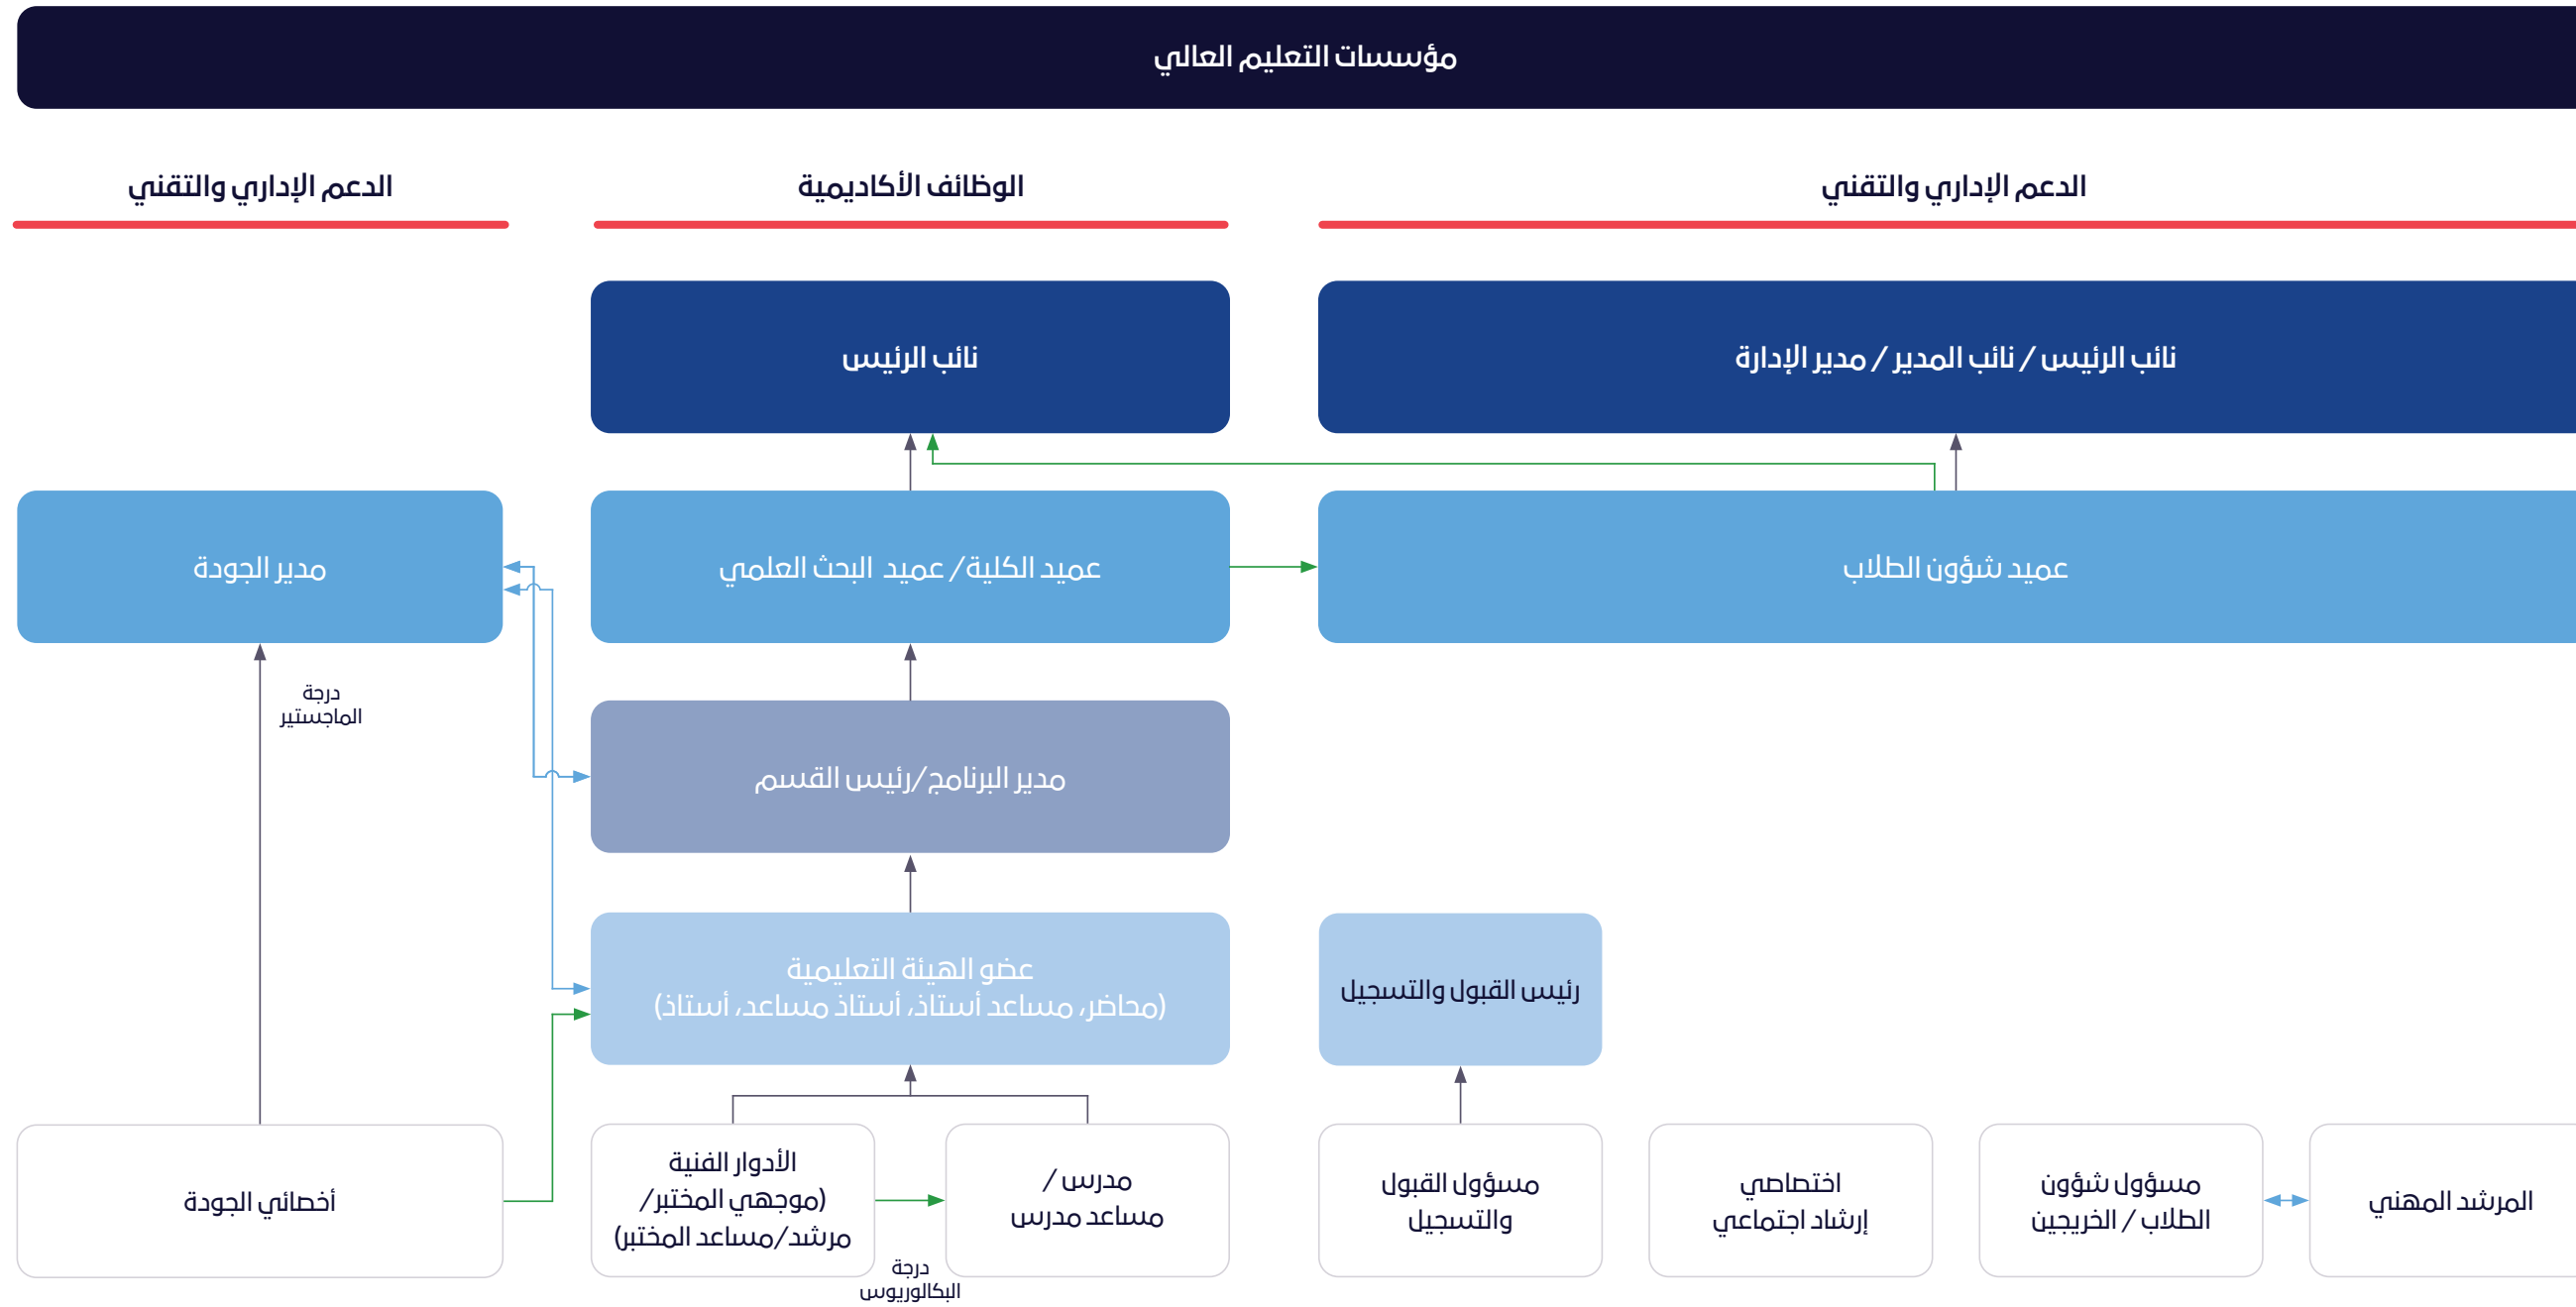 مؤسسات التعليم العالي
الدعم الإداري والتقني
الوظائف الأكاديمية
الدعم الإداري والتقني
نائب الرئيس / نائب المدير / مدير الإدارة
نائب الرئيس
عميد شؤون الطلاب
عميد الكلية/ عميد البحث العلمي
مدير الجودة
درجة
الماجستير
مدير البرنامج/رئيس القسم
رئيس القبول والتسجيل
عضو الهيئة التعليمية
(محاضر، مساعد أستاذ، أستاذ مساعد، أستاذ)
المرشد المهني
مسؤول شؤون
الطلاب / الخريجين
اختصاصي
إرشاد اجتماعي
مسؤول القبول
والتسجيل
مدرس /
مساعد مدرس
الأدوار الفنية
(موجهي المختبر/
مرشد/مساعد المختبر)
درجة
البكالوريوس
أخصائي الجودة